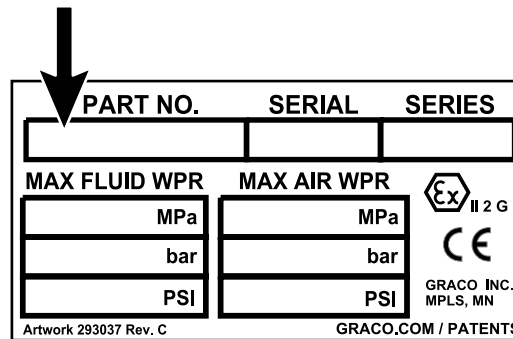 PART NO. SERIAL SERIES
MAX FLUID WPR MAX AIR WPR
MPa MPa
bar bar
PSI PSI
Ex II 2 G
CE
GRACO INC.
MPLS, MN
Artwork 293037 Rev. C GRACO.COM / PATENTS